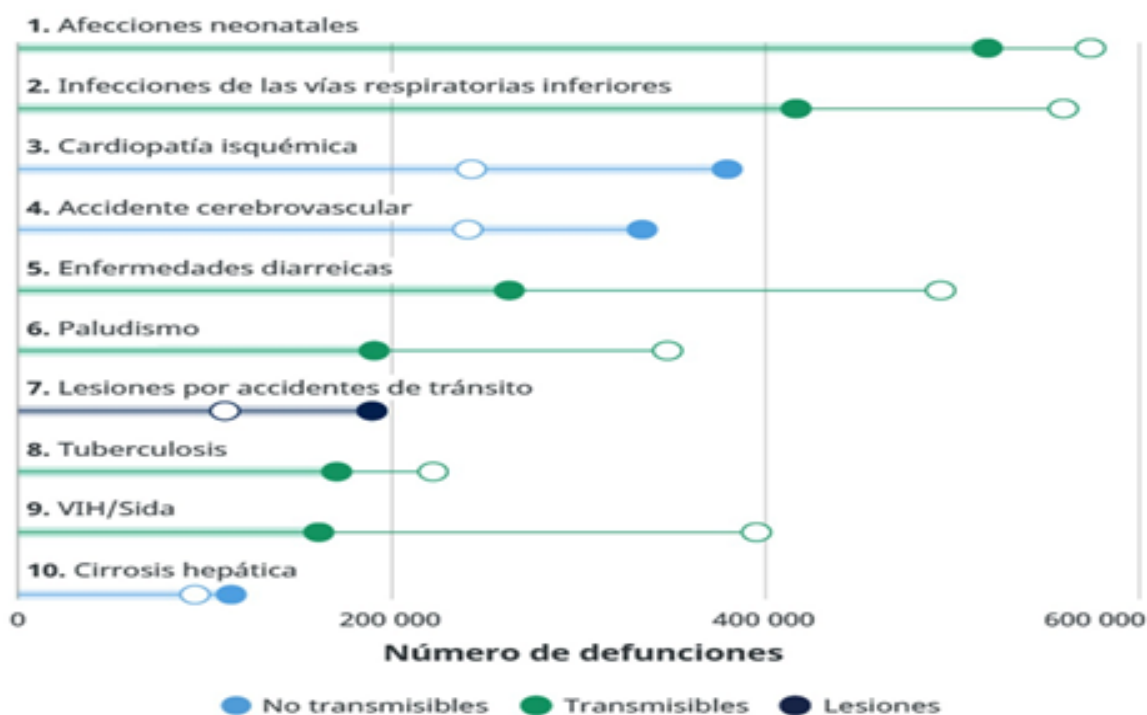 1. Afecciones neonatales
2. Infecciones de las vías respiratorias inferiores
3. Cardiopatía isquémica
4. Accidente cerebrovascular
5. Enfermedades diarreicas
6. Paludismo
7. Lesiones por accidentes de tránsito
8. Tuberculosis
9. VIH/Sida
10. Cirrosis hepática
0 200 000 400 000 600 000
Número de defunciones
No transmisibles Transmisibles Lesiones